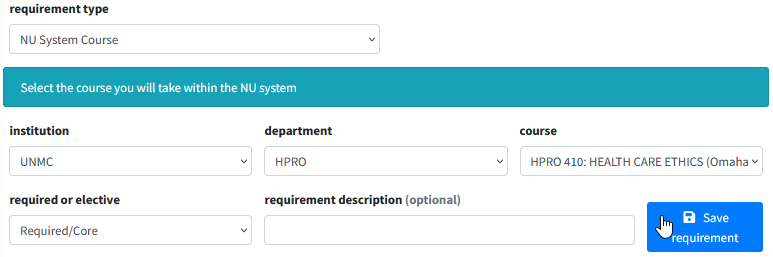 requirement type
NU System Course
Select the course you will take within the NU system
institution department course
UNMC HPRO HPRO 410: HEALTH CARE ETHICS (Omaha
required or elective requirement description (optional)
Required/Core Save
requirement